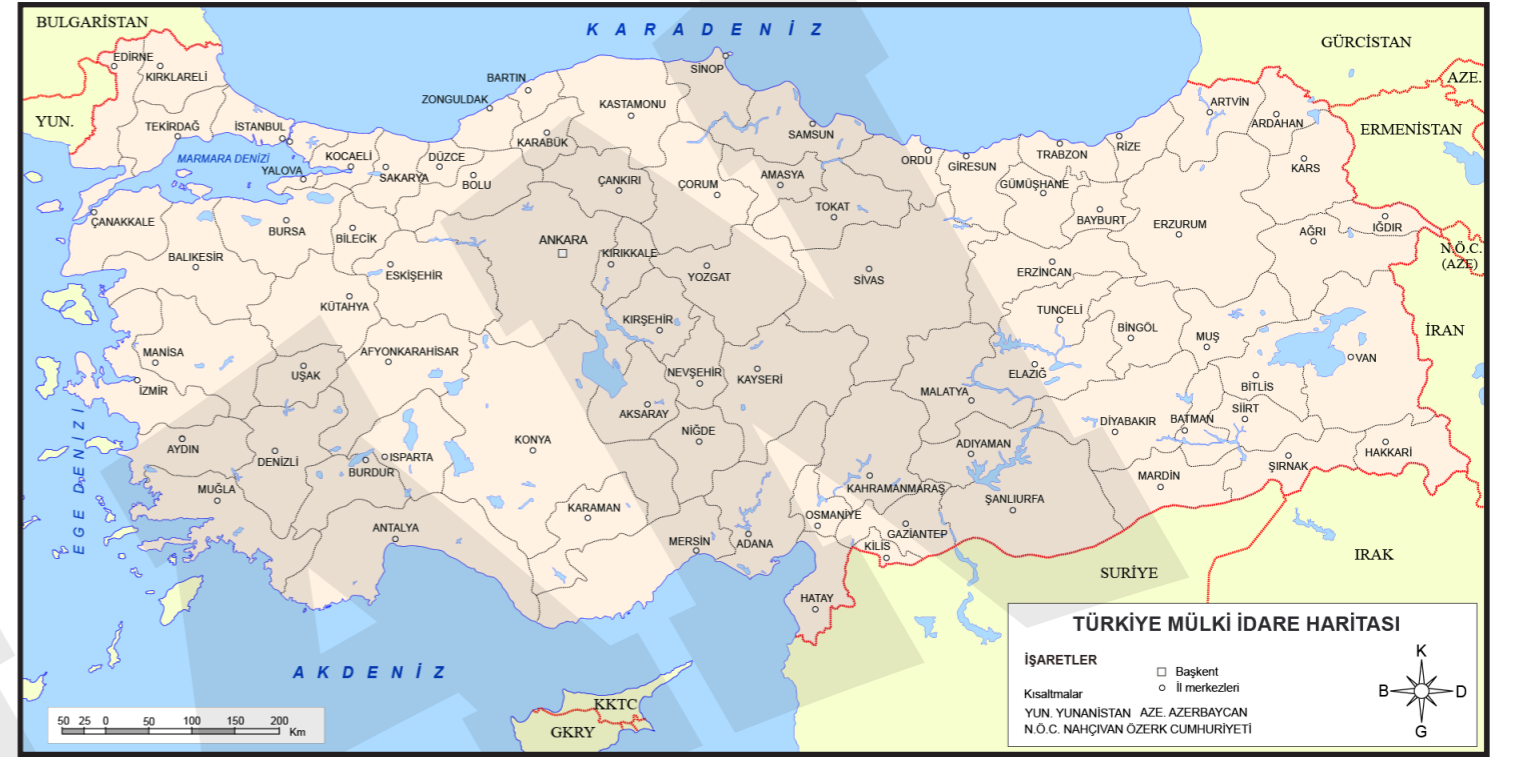 BULGARİSTAN
KARADENİZ
GÜRCİSTAN
EDİRNE
KIRKLARELİ
SİNOP
AZE.
BARTIN
ZONGULDAK
KASTAMONU
ARTVİN
YUN.
TEKİRDAĞ
İSTANBUL
KARABÜK
SAMSUN
ARDAHAN
ERMENİSTAN
MARMARA DENİZİ
KOCAELİ
DÜZCE
ORDU
GİRESUN
TRABZON
RİZE
KARS
YALOVA
SAKARYA
BOLU
ÇANKIRI
ÇORUM
AMASYA
GÜMÜŞHANE
ÇANAKKALE
BURSA
BİLECİK
TOKAT
BAYBURT
ERZURUM
AĞRI
IĞDIR
ANKARA
KIRIKKALE
BALIKESİR
ESKİŞEHİR
YOZGAT
SİVAS
ERZİNCAN
N.Ö.C.
(AZE)
KÜTAHYA
KIRŞEHİR
TUNCELİ
BİNGÖL
MUŞ
İRAN
MANİSA
AFYONKARAHİSAR
UŞAK
NEVŞEHİR
KAYSERİ
ELAZIĞ
VAN
İZMİR
BİTLİS
AKSARAY
MALATYA
SİİRT
EGE DENİZİ
AYDIN
DENİZLİ
KONYA
NİĞDE
ADIYAMAN
DİYABAKIR
BATMAN
HAKKARİ
BURDUR
ISPARTA
ŞIRNAK
MUĞLA
KAHRAMANMARAŞ
ŞANLIURFA
MARDİN
KARAMAN
OSMANİYE
ANTALYA
MERSİN
ADANA
GAZİANTEP
KİLİS
IRAK
SURİYE
HATAY
AKDENİZ
KKTC
GKRY
50 25 0 50 100 150 200
Km
TÜRKİYE MÜLKİ İDARE HARİTASI
İŞARETLER
Başkent
İl merkezleri
Kısaltmalar
YUN. YUNANİSTAN AZE. AZERBAYCAN
N.Ö.C. NAHÇIVAN ÖZERK CUMHURİYETİ
K
B
D
G